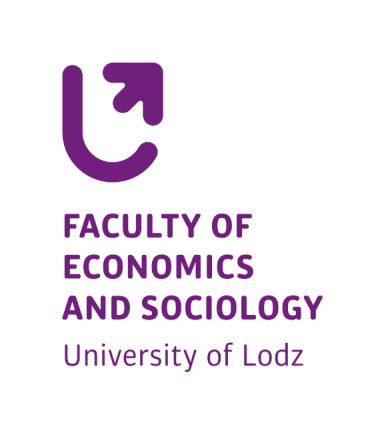 FACULTY OF
ECONOMICS
AND SOCIOLOGY
University of Lodz